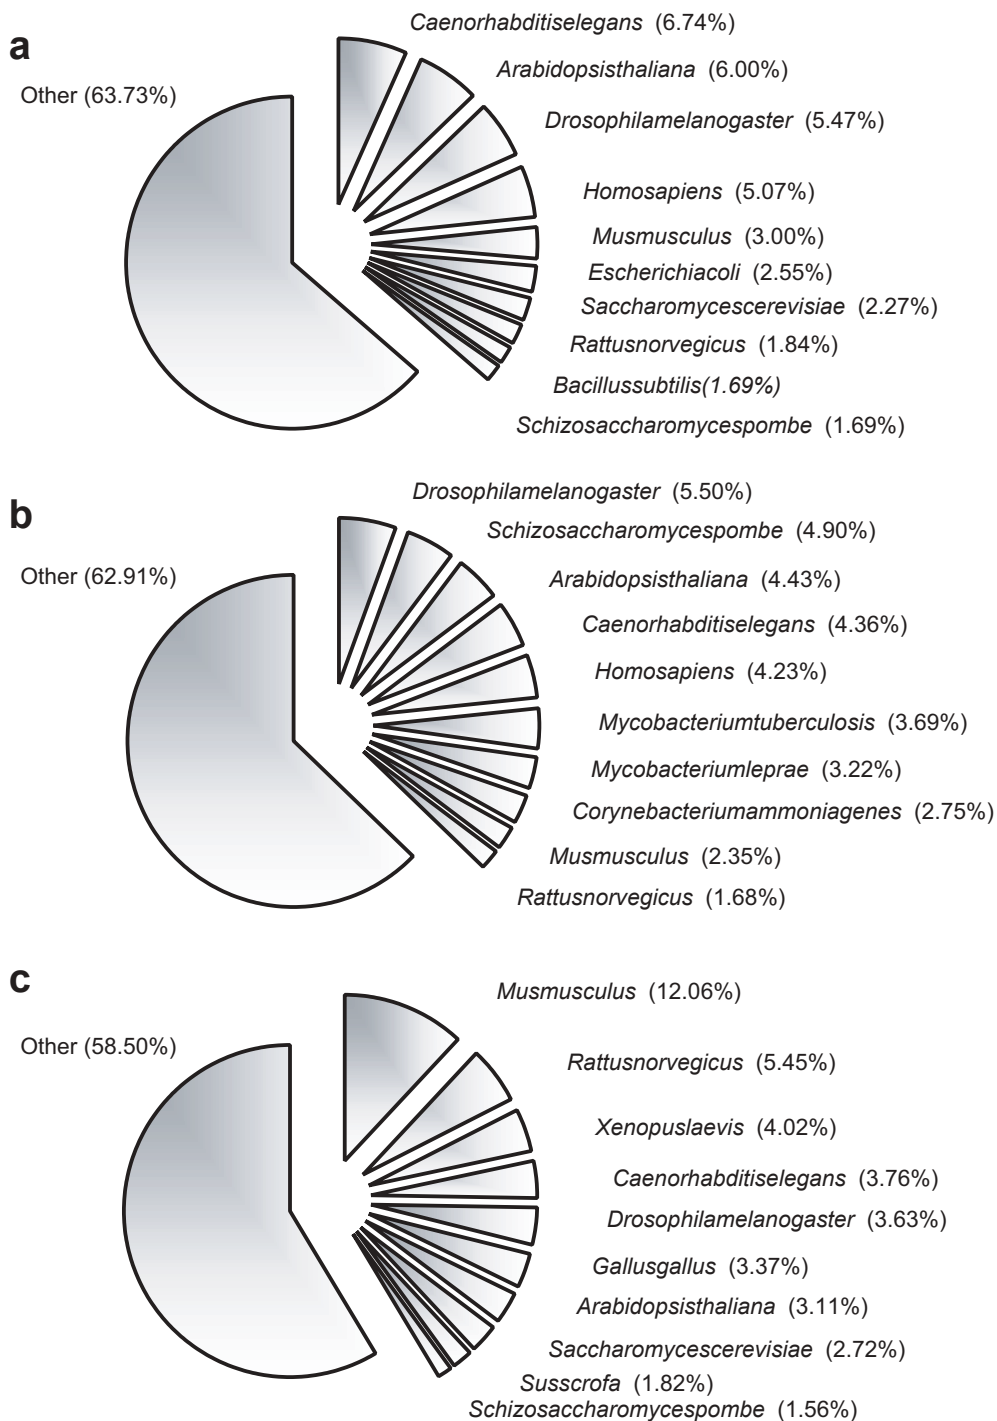 a
Caenorhabditiselegans (6.74%)
Arabidopsisthaliana (6.00%)
Other (63.73%)
Drosophilamelanogaster (5.47%)
Homosapiens (5.07%)
Musmusculus (3.00%)
Escherichiacoli (2.55%)
Saccharomycescerevisiae (2.27%)
Rattusnorvegicus (1.84%)
Bacillussubtilis(1.69%)
Schizosaccharomycespombe (1.69%)
b
Drosophilamelanogaster (5.50%)
Schizosaccharomycespombe (4.90%)
Other (62.91%)
Arabidopsisthaliana (4.43%)
Caenorhabditiselegans (4.36%)
Homosapiens (4.23%)
Mycobacteriumtuberculosis (3.69%)
Mycobacteriumleprae (3.22%)
Corynebacteriumammoniagenes (2.75%)
Musmusculus (2.35%)
Rattusnorvegicus (1.68%)
c
Musmusculus (12.06%)
Other (58.50%)
Rattusnorvegicus (5.45%)
Xenopuslaevis (4.02%)
Caenorhabditiselegans (3.76%)
Drosophilamelanogaster (3.63%)
Gallusgallus (3.37%)
Arabidopsisthaliana (3.11%)
Saccharomycescerevisiae (2.72%)
Susscrofa (1.82%)
Schizosaccharomycespombe (1.56%)